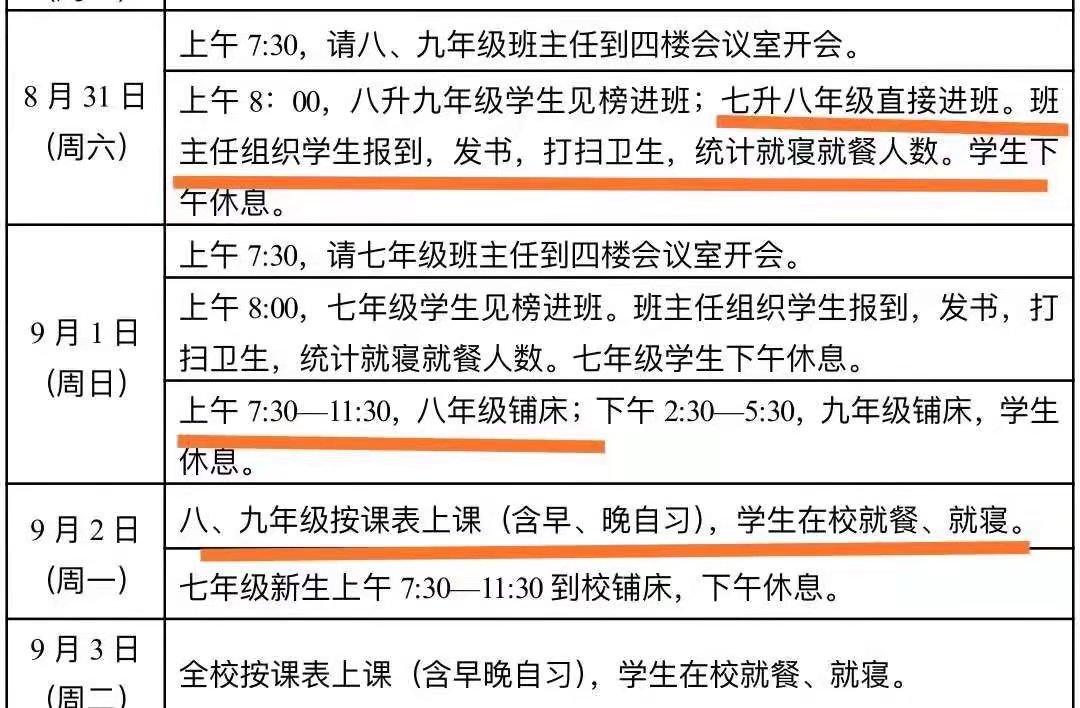 上午 7:30，请八、九年级班主任到四楼会议室开会。
8 月 31 日
（周六）
上午 8：00，八升九年级学生见榜进班；七升八年级直接进班。班
主任组织学生报到，发书，打扫卫生，统计就寝就餐人数。学生下
午休息。
9 月 1 日
（周日）
上午 7:30，请七年级班主任到四楼会议室开会。
上午 8:00，七年级学生见榜进班。班主任组织学生报到，发书，打
扫卫生，统计就寝就餐人数。七年级学生下午休息。
上午 7:30—11:30，八年级铺床；下午 2:30—5:30，九年级铺床，学生
休息。
9 月 2 日
（周一）
八、九年级按课表上课（含早、晚自习），学生在校就餐、就寝。
七年级新生上午 7:30—11:30 到校铺床，下午休息。
9 月 3 日
（周二）
全校按课表上课（含早晚自习），学生在校就餐、就寝。